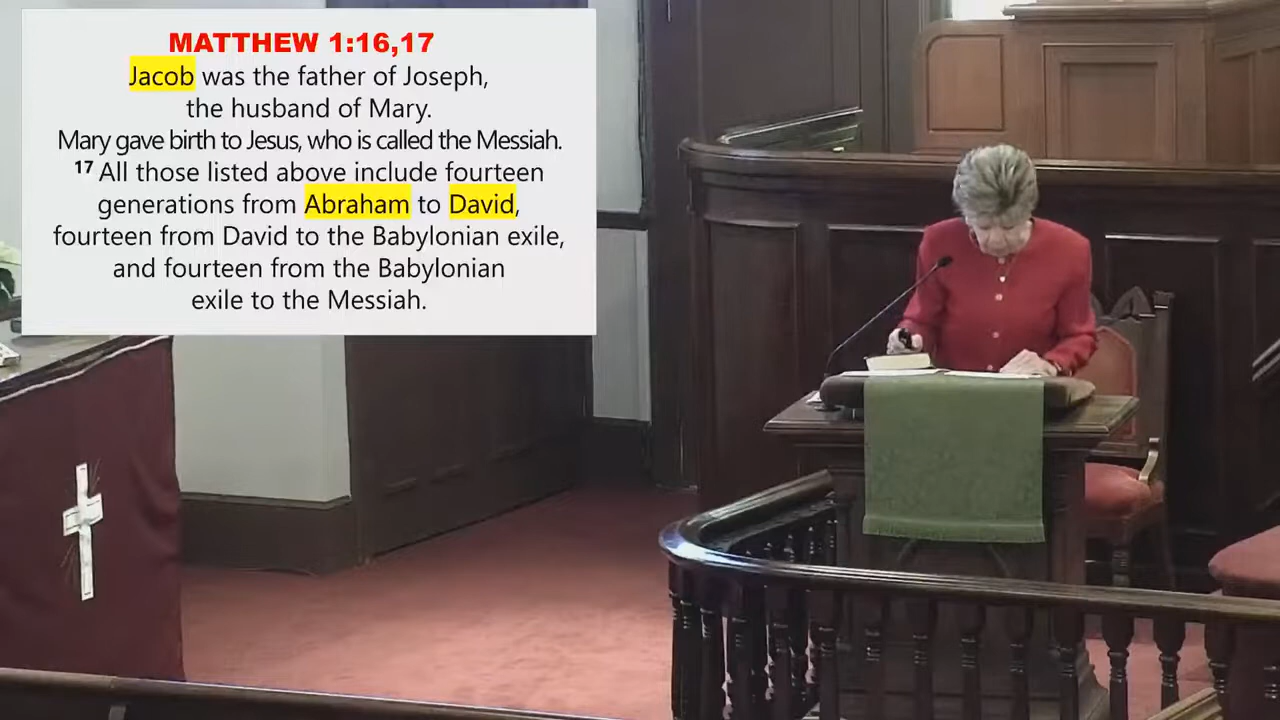 MATTHEW 1:16,17
Jacob was the father of Joseph,
the husband of Mary.
Mary gave birth to Jesus, who is called the Messiah.
17 All those listed above include fourteen
generations from Abraham to David,
fourteen from David to the Babylonian exile,
and fourteen from the Babylonian
exile to the Messiah.